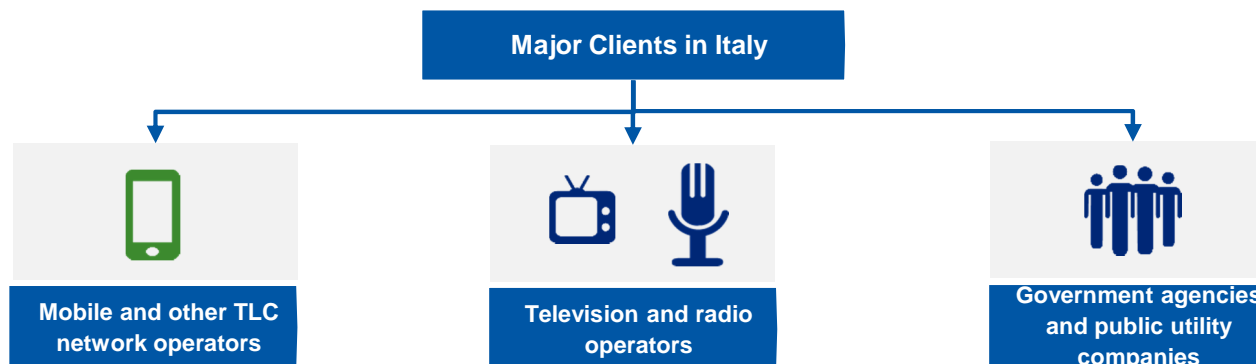 Major Clients in Italy
Mobile and other TLC
network operators
Television and radio
operators
Government agencies
and public utility
companies